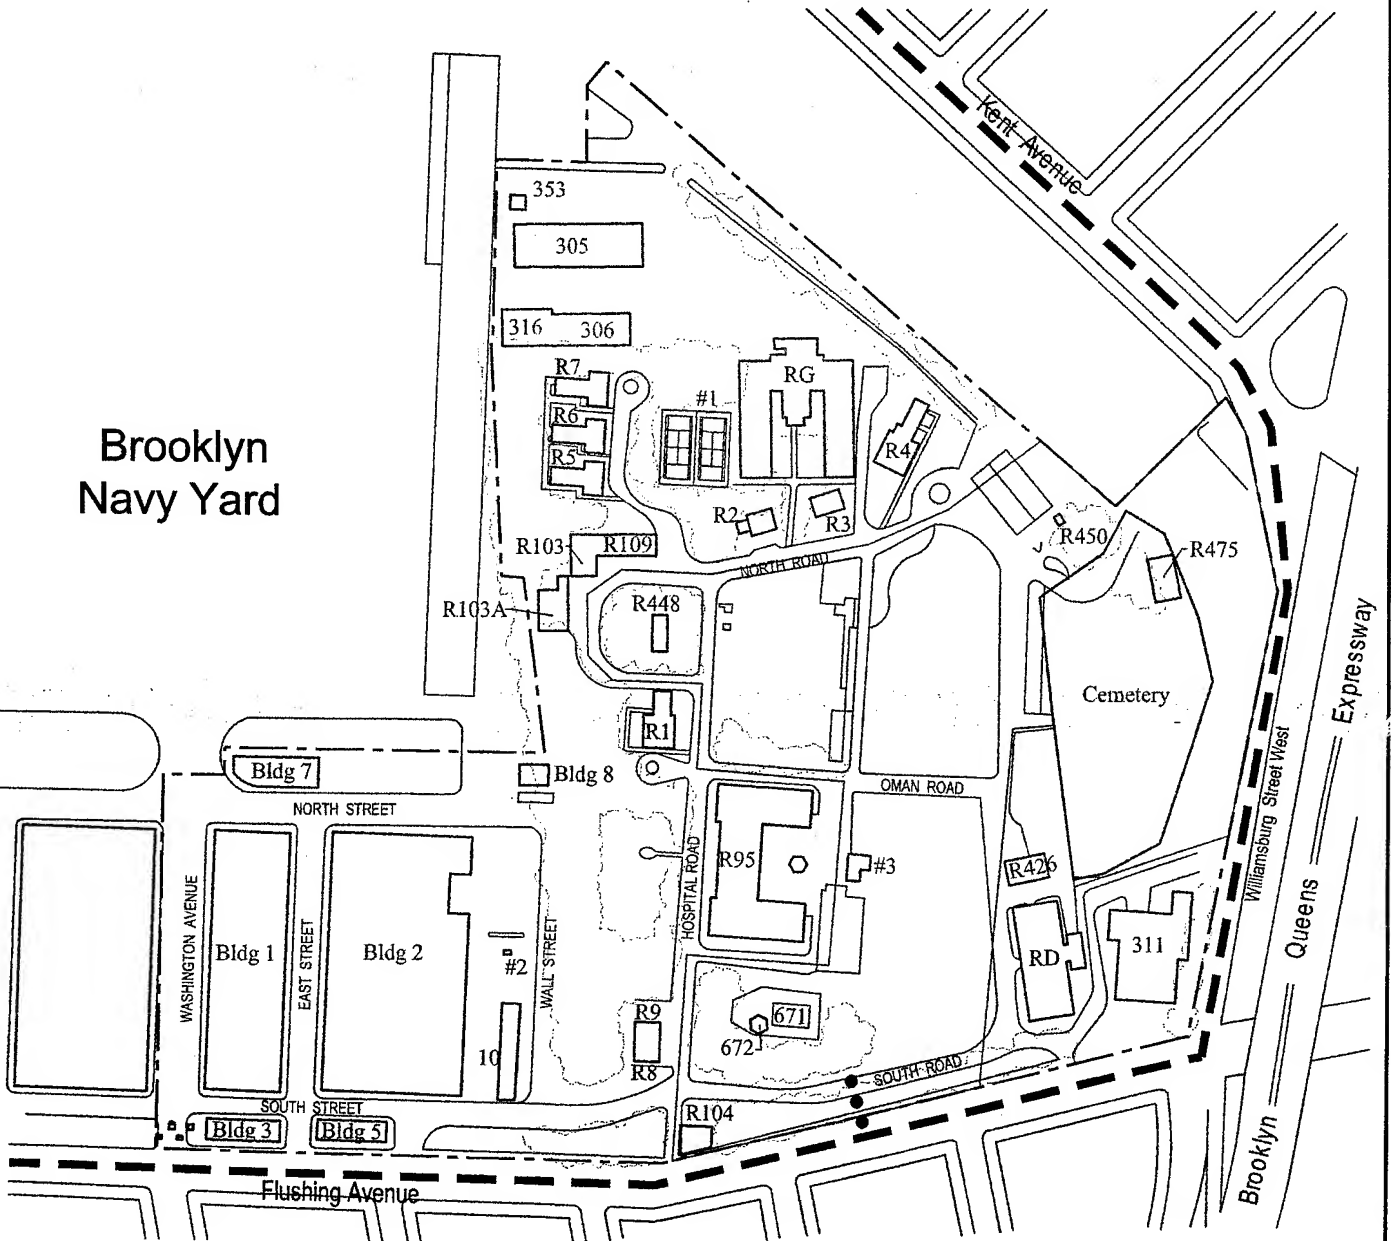 Kent Avenue
353
305
316
306
R7
RG
#1
R6
R4
R5
Brooklyn
Navy Yard
R2
R3
R450
R103
R109
R475
NORTH ROAD
R103A
R448
Expressway
Cemetery
R1
Bldg 7
Bldg 8
OMAN ROAD
NORTH STREET
Williamsburg Street West
R95
#3
R426
HOSPITAL ROAD
WASHINGTON AVENUE
Queens
Bldg 1
EAST STREET
Bldg 2
#2
WALL STREET
RD
311
R9
671
672
10
R8
SOUTH ROAD
SOUTH STREET
R104
Bldg 3
Bldg 5
Brooklyn
Flushing Avenue